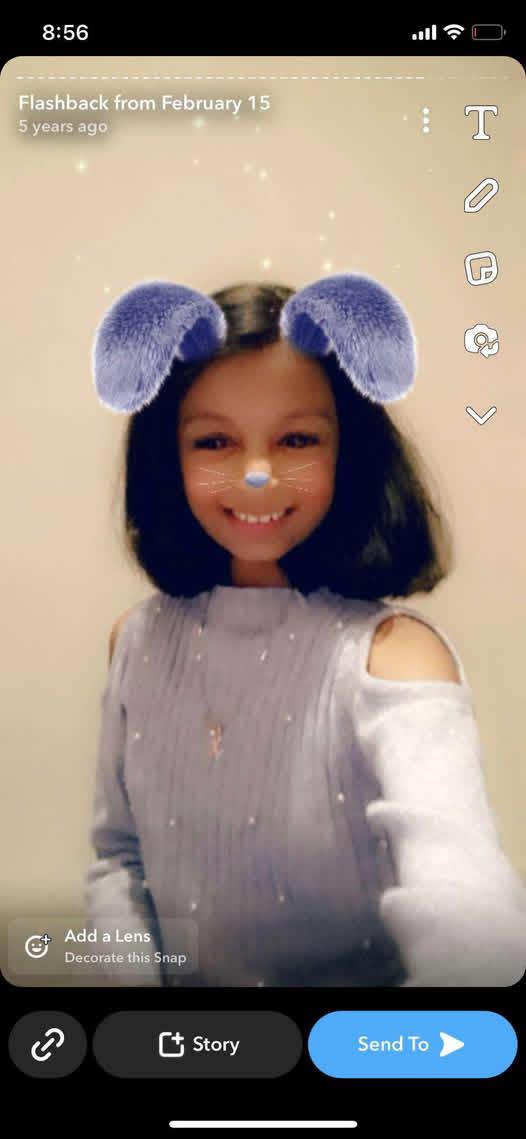 8:56
Flashback from February 15
5 years ago
T
Add a Lens
Decorate this Snap
Story
Send To